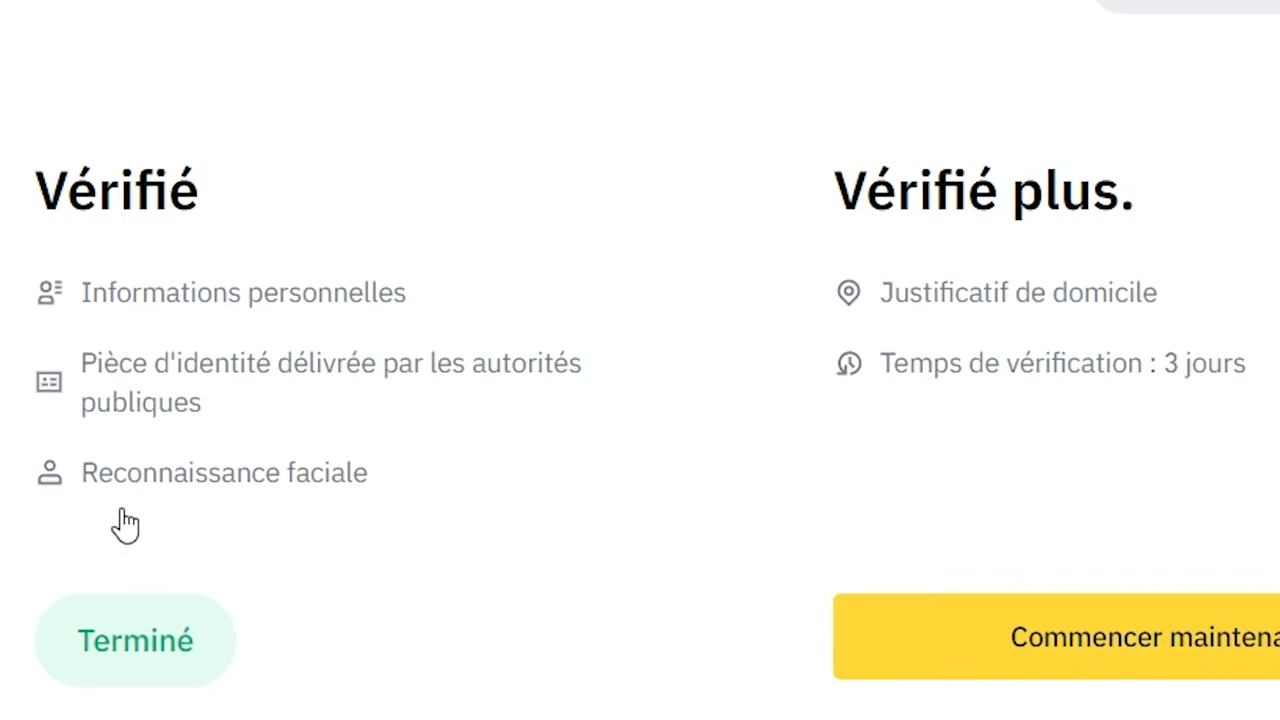 Vérifié
Informations personnelles
Pièce d'identité délivrée par les autorités
publiques
Reconnaissance faciale
Terminé
Vérifié plus.
Justificatif de domicile
Temps de vérification : 3 jours
Commencer maintena